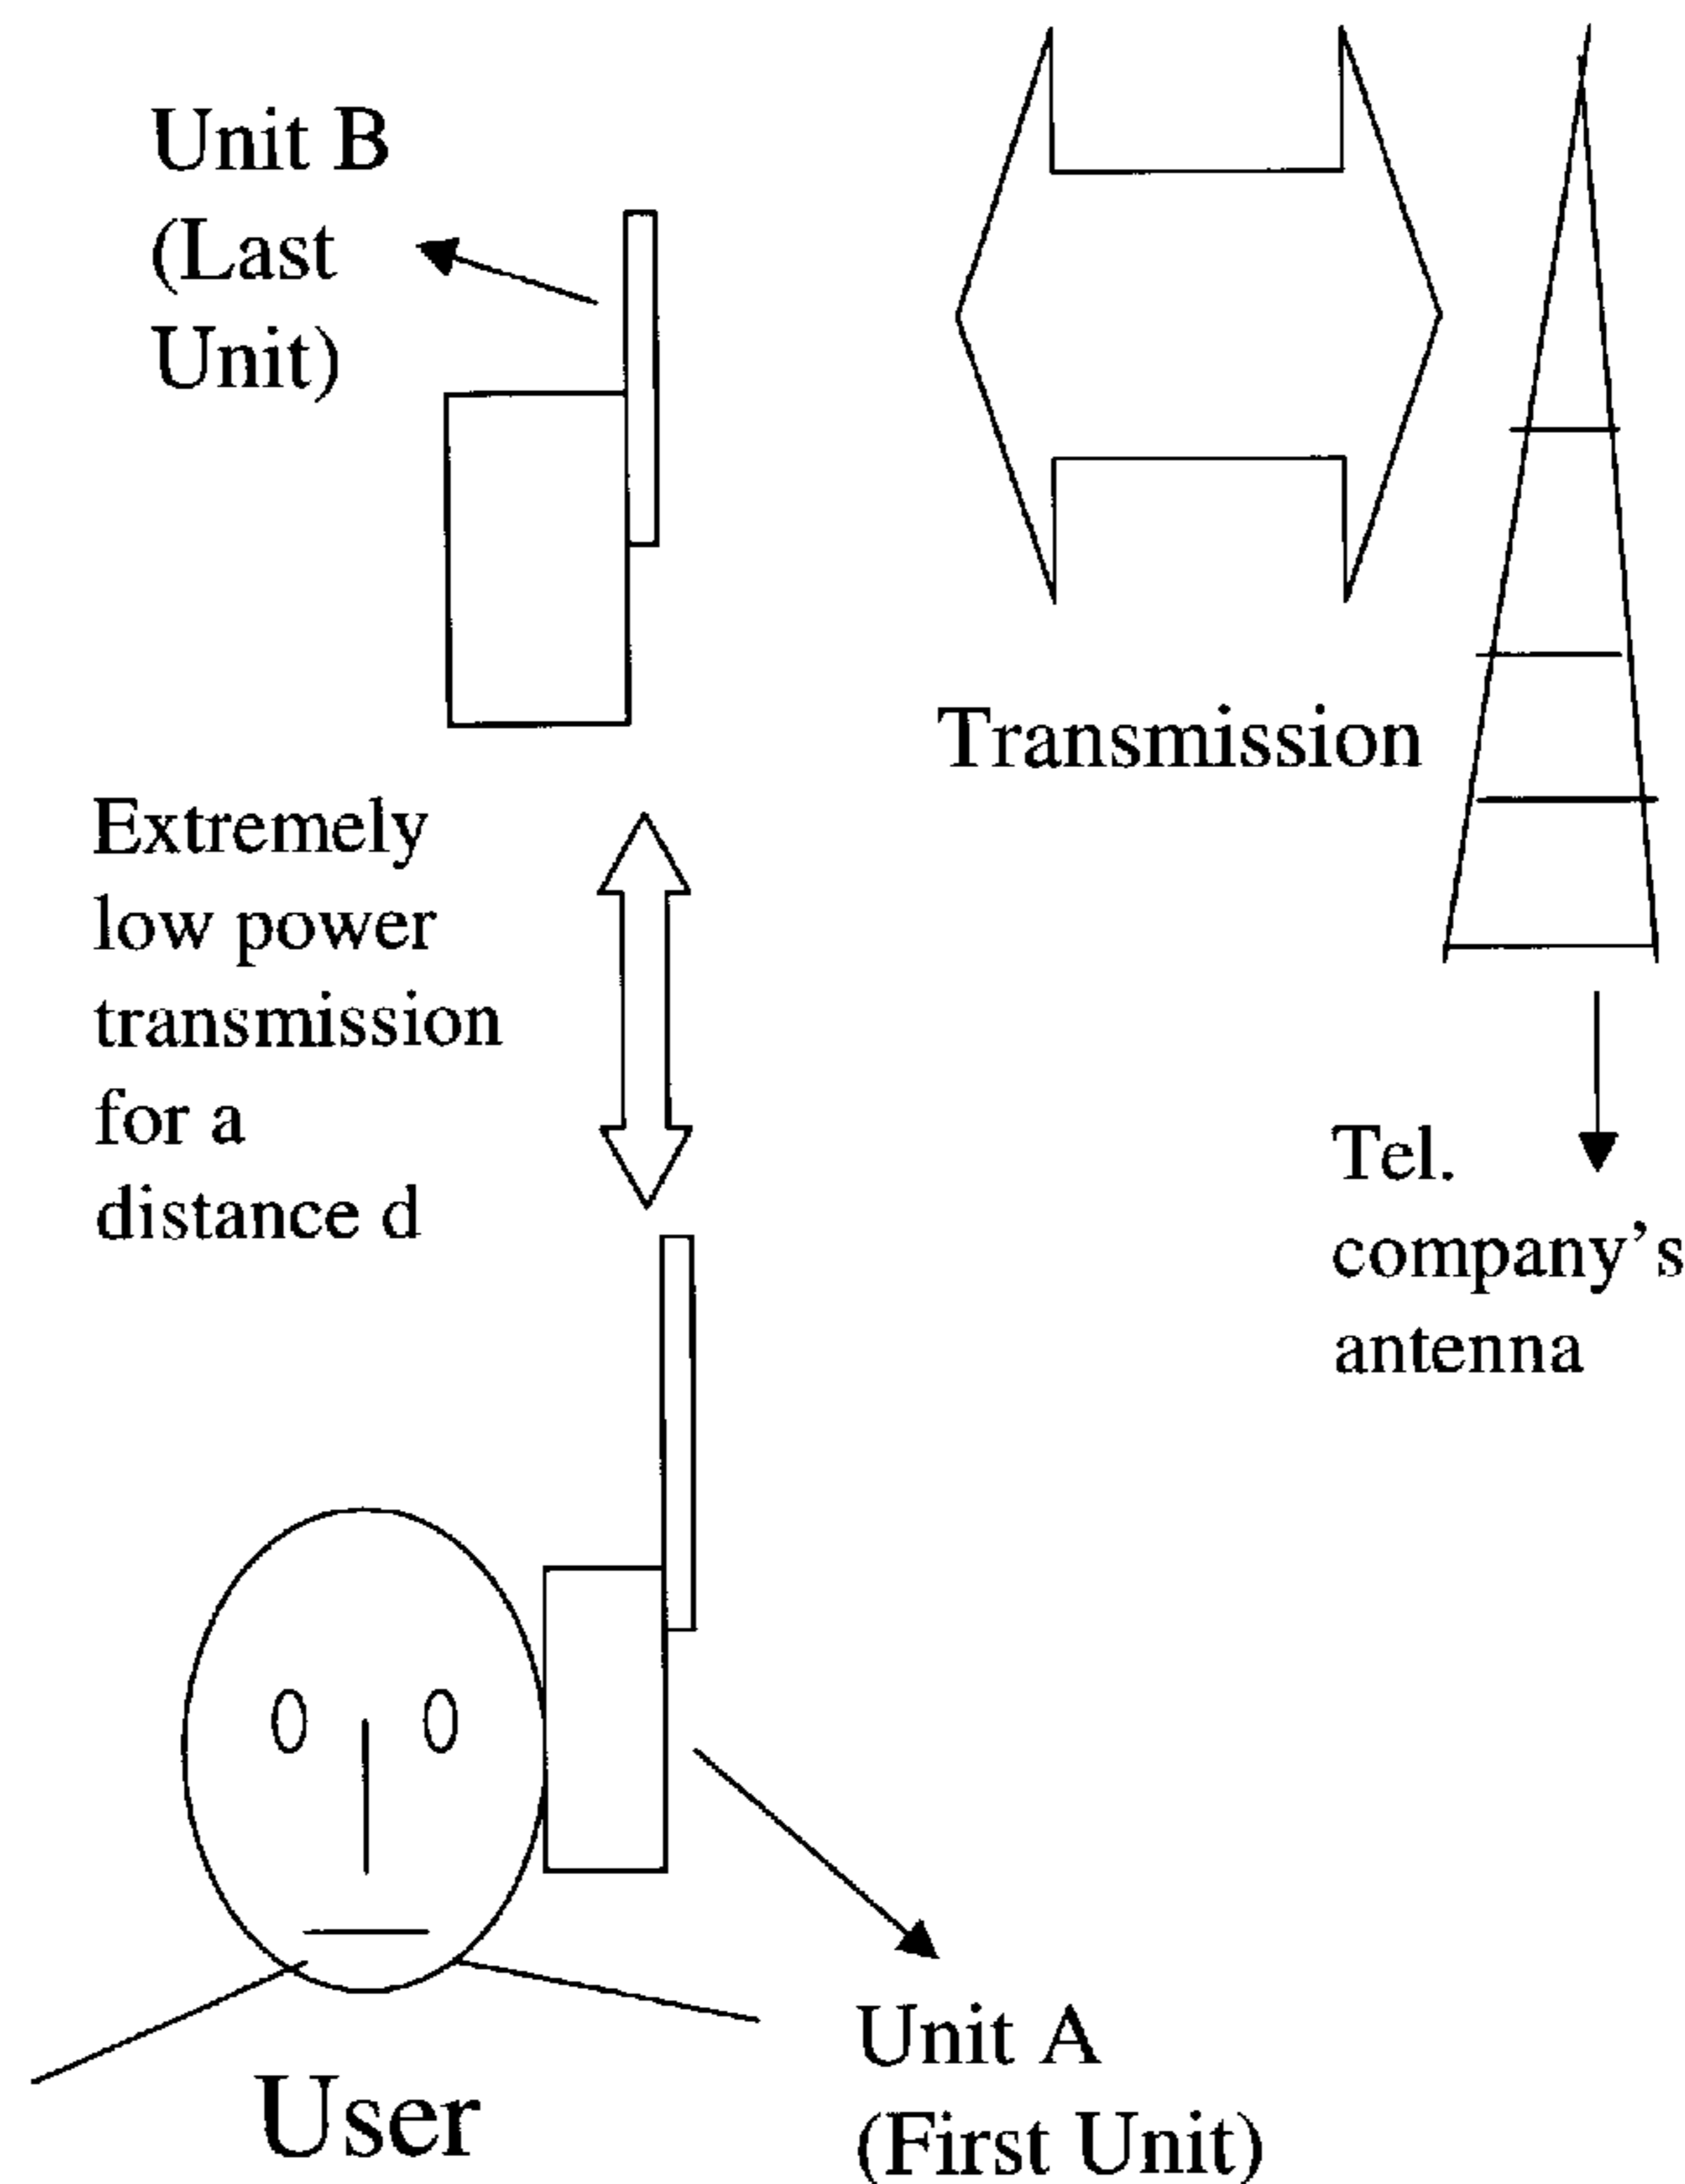 Unit B
(Last
Unit)
Transmission
Extremely
low power
transmission
for a
distance d
Tel.
company's
antenna
Unit A
(First Unit)
User